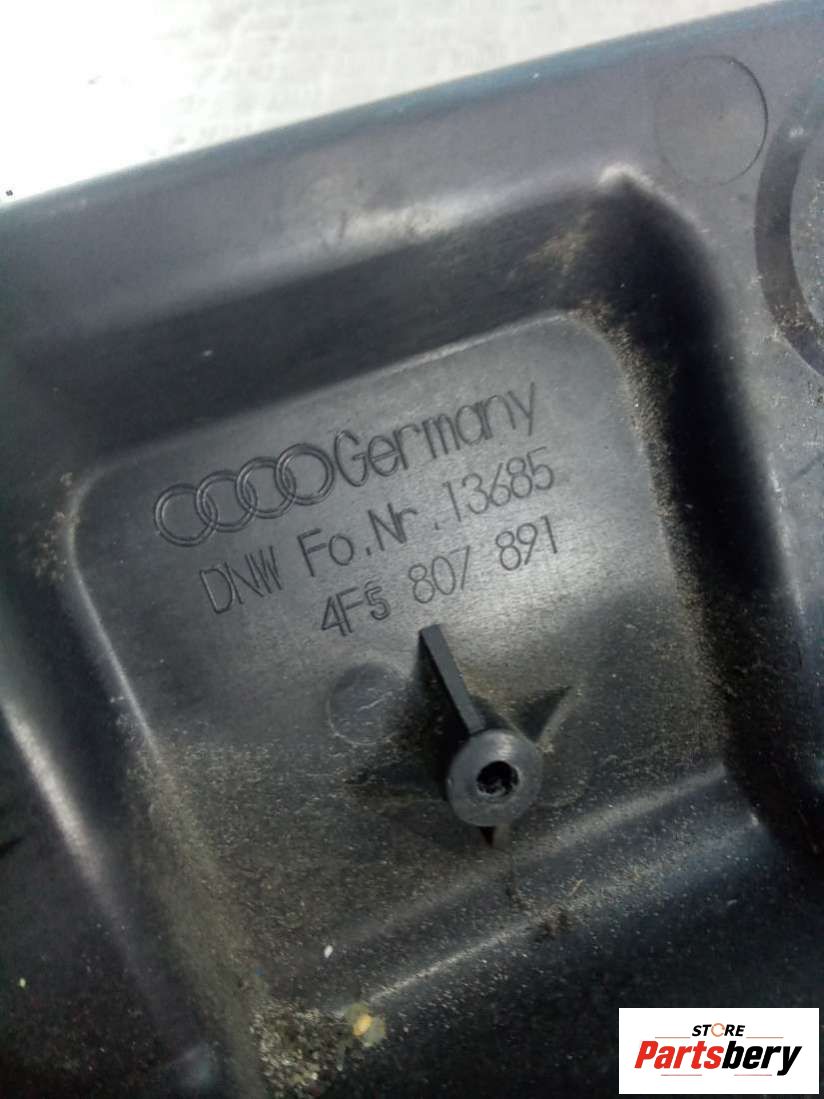 Germany
DNW Fo.Nr.13685
4F5 807 891
STORE
Partsbery